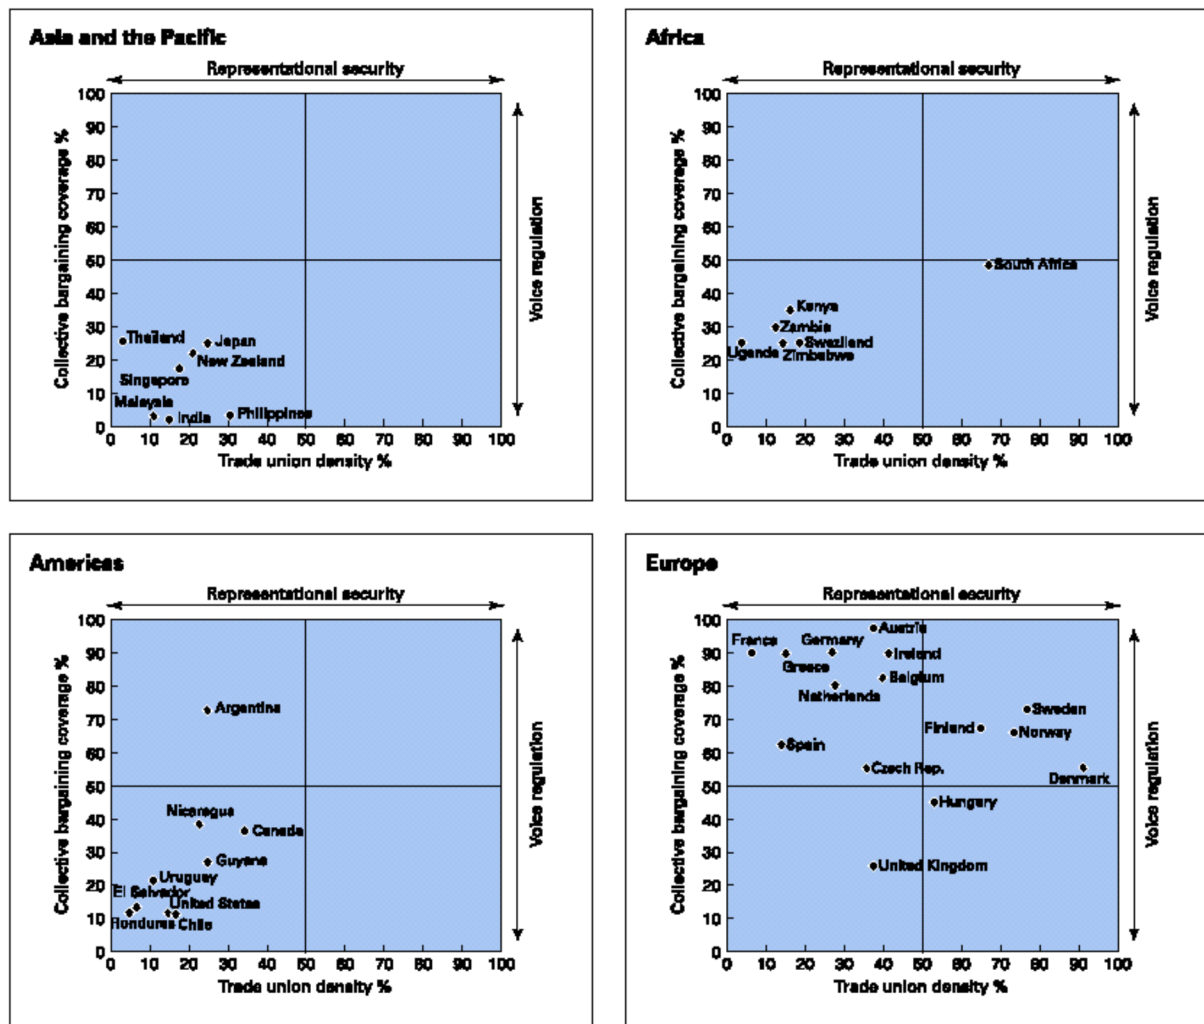 Asia and the Pacific
Representational security
Collective bargaining coverage %
100
90
80
70
60
50
40
30
20
10
0
Thailand
Japan
New Zealand
Singapore
Malaysia
India
Philippines
0 10 20 30 40 50 60 70 80 90 100
Trade union density %
Voice regulation
Africa
Representational security
Collective bargaining coverage %
100
90
80
70
60
50
40
30
20
10
0
South Africa
Kenya
Zambia
Swaziland
Uganda
Zimbabwe
0 10 20 30 40 50 60 70 80 90 100
Trade union density %
Voice regulation
Americas
Representational security
Collective bargaining coverage %
100
90
80
70
60
50
40
30
20
10
0
Argentina
Nicaragua
Canada
Guyana
Uruguay
El Salvador
United States
Honduras
Chile
0 10 20 30 40 50 60 70 80 90 100
Trade union density %
Voice regulation
Europe
Representational security
Collective bargaining coverage %
100
90
80
70
60
50
40
30
20
10
0
Austria
France
Germany
Ireland
Greece
Belgium
Netherlands
Sweden
Finland
Norway
Spain
Czech Rep.
Denmark
Hungary
United Kingdom
0 10 20 30 40 50 60 70 80 90 100
Trade union density %
Voice regulation